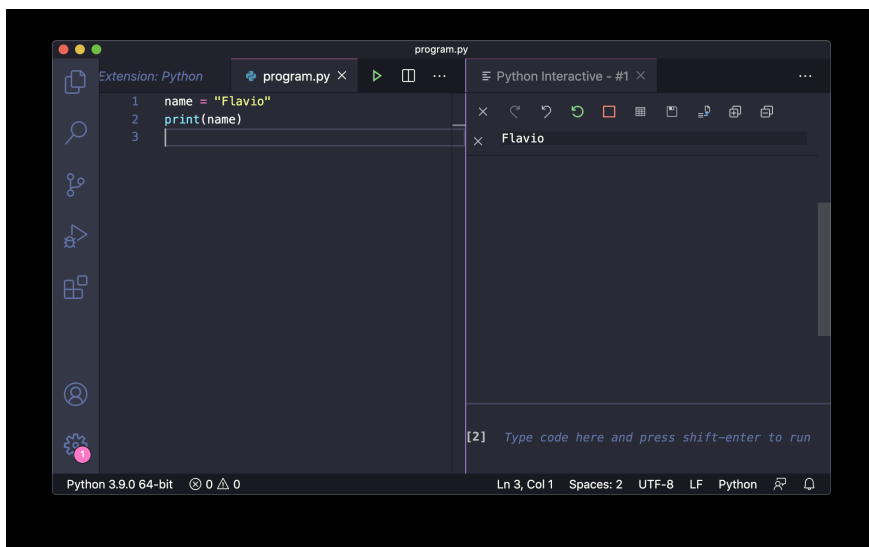 program.py
Extension: Python
program.py
Python Interactive - #1
1 name = "Flavio"
2 print(name)
3
Flavio
[2] Type code here and press shift-enter to run
1
Python 3.9.0 64-bit 0 0
Ln 3, Col 1 Spaces: 2 UTF-8 LF Python